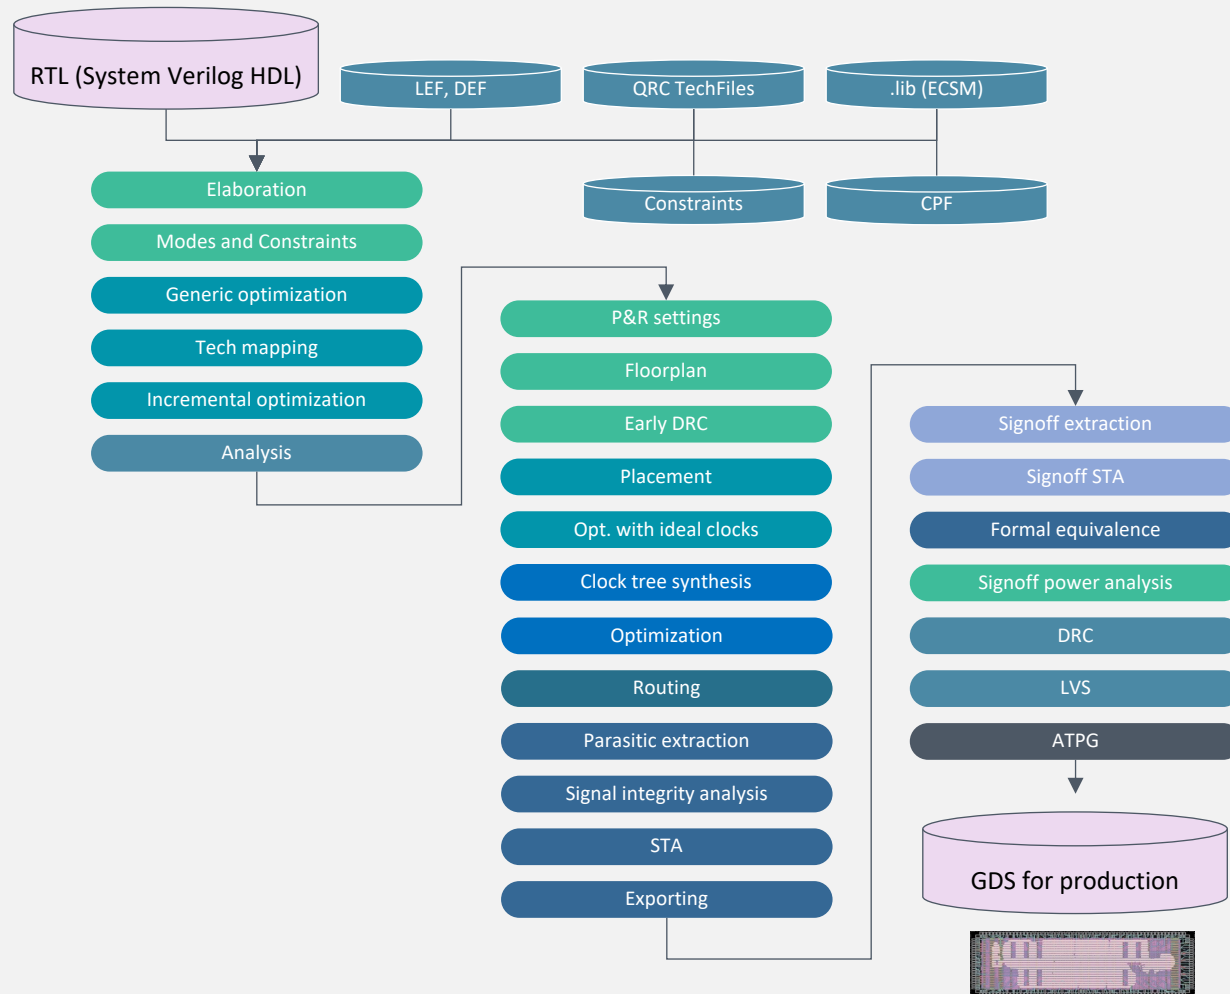 RTL (System Verilog HDL)
LEF, DEF
QRC TechFiles
.lib (ECSM)
Constraints
CPF
Elaboration
Modes and Constraints
Generic optimization
Tech mapping
Incremental optimization
Analysis
P&R settings
Floorplan
Early DRC
Placement
Opt. with ideal clocks
Clock tree synthesis
Optimization
Routing
Parasitic extraction
Signal integrity analysis
STA
Exporting
Signoff extraction
Signoff STA
Formal equivalence
Signoff power analysis
DRC
LVS
ATPG
GDS for production